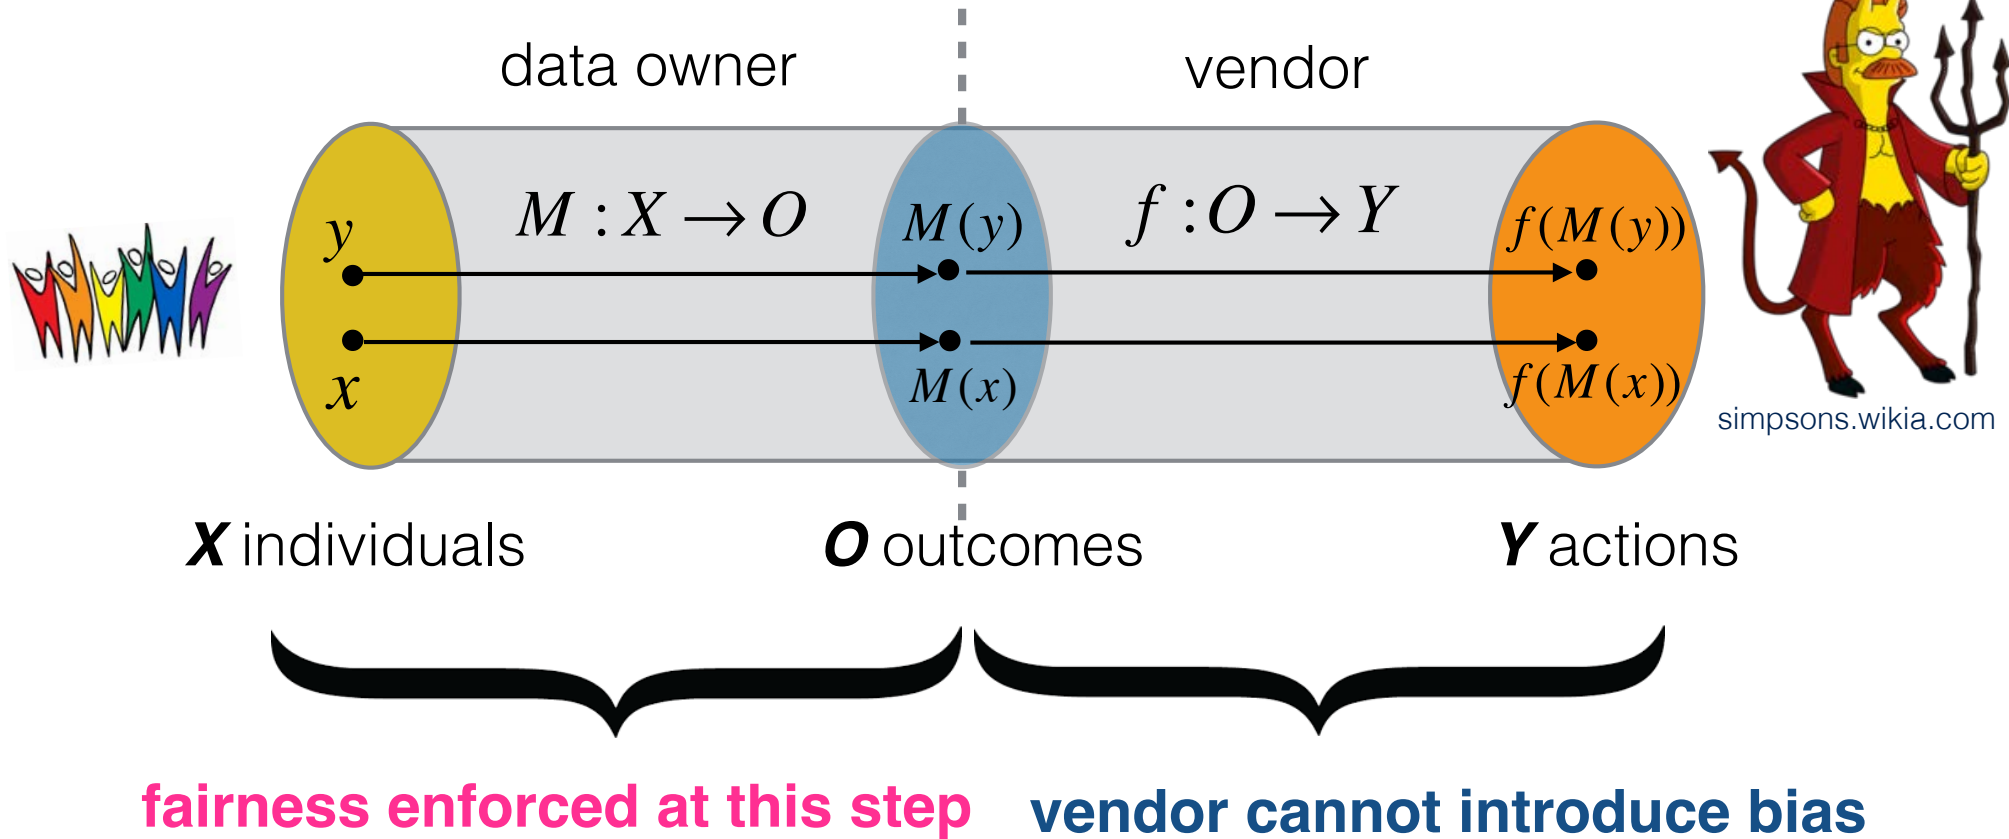 data owner
vendor
M : X → O
f : O → Y
y
M(y)
f(M(y))
x
M(x)
f(M(x))
simpsons.wikia.com
X individuals
O outcomes
Y actions
fairness enforced at this step
vendor cannot introduce bias